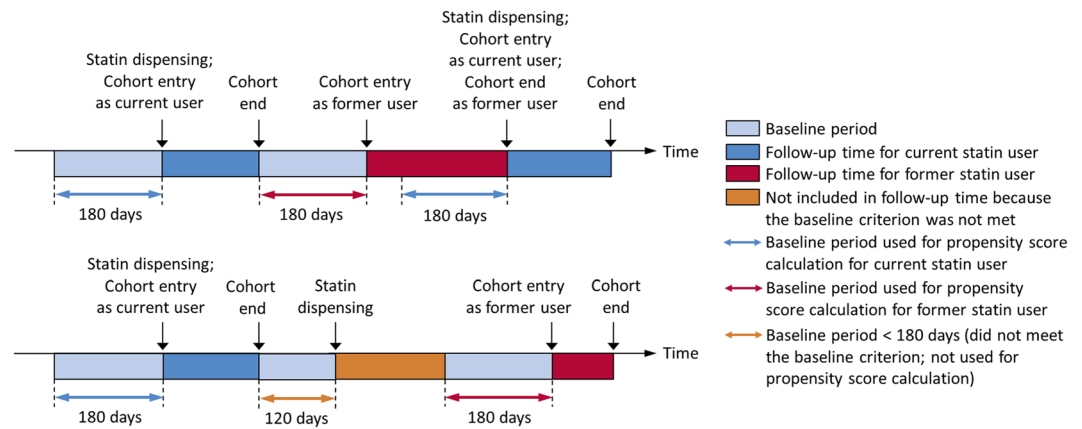 Statin dispensing;
Cohort entry
as current user;
Cohort end
as former user
Statin dispensing;
Cohort entry
as current user
Cohort
end
Cohort entry
as former user
Cohort
end
Time
180 days
180 days
180 days
Statin dispensing;
Cohort entry
as current user
Cohort
end
Statin
dispensing
Cohort entry
as former user
Cohort
end
Time
180 days
120 days
180 days
Baseline period
Follow-up time for current statin user
Follow-up time for former statin user
Not included in follow-up time because
the baseline criterion was not met
Baseline period used for propensity score
calculation for current statin user
Baseline period used for propensity
score calculation for former statin user
Baseline period < 180 days (did not meet
the baseline criterion; not used for
propensity score calculation)